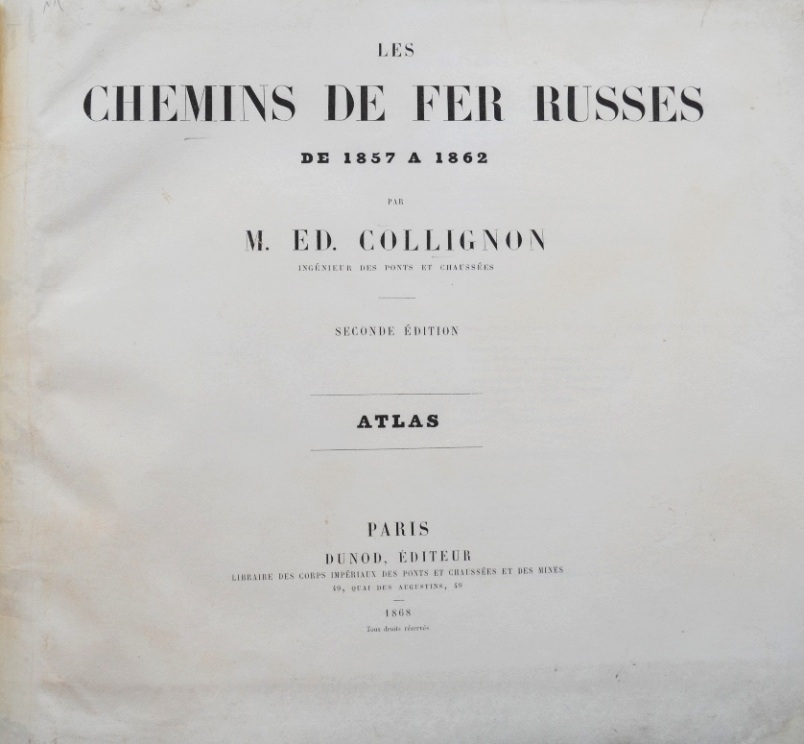 LES
CHEMINS DE FER RUSSES
DE 1857 A 1862
PAR
M. ED. COLLIGNON
INGÉNIEUR DES PONTS ET CHAUSSÉES
SECONDE ÉDITION
ATLAS
PARIS
DUNOD, ÉDITEUR
LIBRAIRE DES CORPS IMPÉRIAUX DES PONTS ET CHAUSSÉES ET DES MINES
49, QUAI DES AUGUSTINS, 49
1868
Tous droits réservés